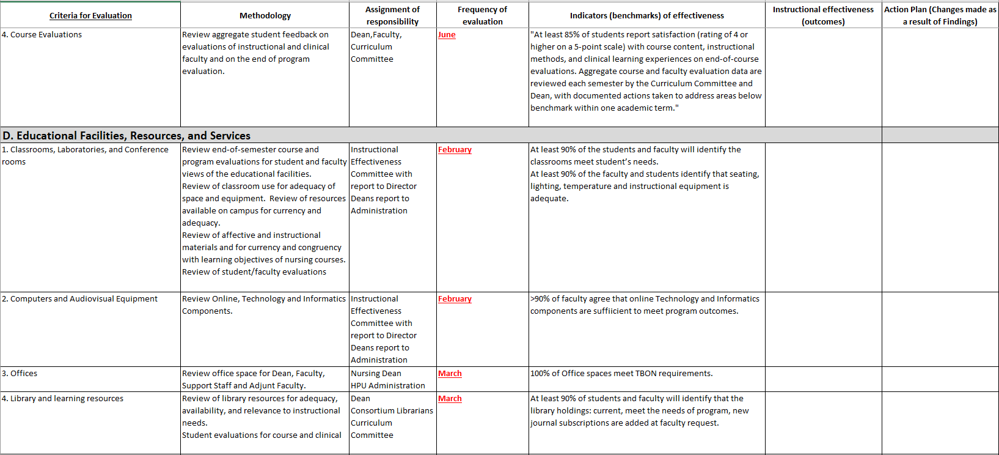 Criteria for Evaluation
Methodology
Assignment of
responsibility
Frequency of
evaluation
Indicators (benchmarks) of effectiveness
Instructional effectiveness
(outcomes)
Action Plan (Changes made as
a result of Findings)
4. Course Evaluations
Review aggregate student feedback on
evaluations of instructional and clinical
faculty and on the end of program
evaluation.
Dean,Faculty,
Curriculum
Committee
June
"At least 85% of students report satisfaction (rating of 4 or
higher on a 5-point scale) with course content, instructional
methods, and clinical learning experiences on end-of-course
evaluations. Aggregate course and faculty evaluation data are
reviewed each semester by the Curriculum Committee and
Dean, with documented actions taken to address areas below
benchmark within one academic term."
D. Educational Facilities, Resources, and Services
1. Classrooms, Laboratories, and Conference
rooms
Review end-of-semester course and
program evaluations for student and faculty
views of the educational facilities.
Review of classroom use for adequacy of
space and equipment.  Review of resources
available on campus for currency and
adequacy.
Review of affective and instructional
materials and for currency and congruency
with learning objectives of nursing courses.
Review of student/faculty evaluations
Instructional
Effectiveness
Committee with
report to Director
Deans report to
Administration
February
At least 90% of the students and faculty will identify the
classrooms meet student’s needs.
At least 90% of the faculty and students identify that seating,
lighting, temperature and instructional equipment is
adequate.
2. Computers and Audiovisual Equipment
Review Online, Technology and Informatics
Components.
Instructional
Effectiveness
Committee with
report to Director
Deans report to
Administration
February
>90% of faculty agree that online Technology and Informatics
components are suffiicient to meet program outcomes.
3. Offices
Review office space for Dean, Faculty,
Support Staff and Adjunt Faculty.
Nursing Dean
HPU Administration
March
100% of Office spaces meet TBON requirements.
4. Library and learning resources
Review of library resources for adequacy,
availability, and relevance to instructional
needs.
Student evaluations for course and clinical
Dean
Consortium Librarians
Curriculum
Committee
March
At least 90% of students and faculty will identify that the
library holdings: current, meet the needs of program, new
journal subscriptions are added at faculty request.